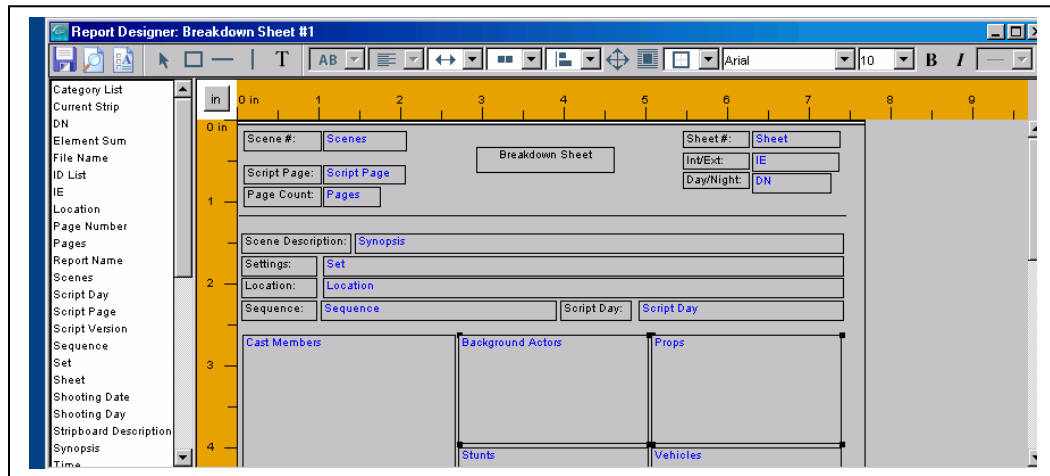 Report Designer: Breakdown Sheet #1
T AB Arial 10 B I
Category List
Current Strip
DN
Element Sum
File Name
ID List
IE
Location
Page Number
Pages
Report Name
Scenes
Script Day
Script Page
Script Version
Sequence
Set
Sheet
Shooting Date
Shooting Day
Stripboard Description
Synopsis
Time
in 0 in 1 2 3 4 5 6 7 8 9
0 in
1
2
3
4
Scene #: Scenes
Breakdown Sheet
Sheet #: Sheet
Int/Ext: IE
Script Page: Script Page
Day/Night: DN
Page Count: Pages
Scene Description: Synopsis
Settings: Set
Location: Location
Sequence: Sequence Script Day: Script Day
Cast Members Background Actors Props
Stunts Vehicles